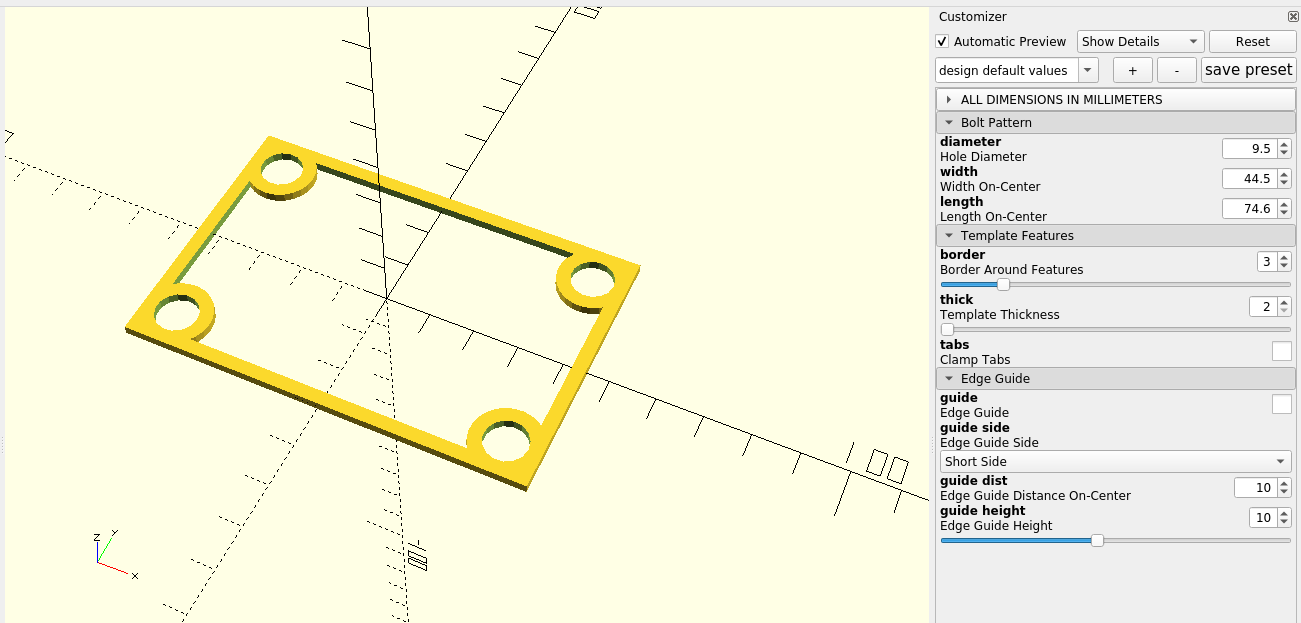 Customizer
Automatic Preview
Show Details
Reset
design default values
+
-
save preset
ALL DIMENSIONS IN MILLIMETERS
Bolt Pattern
diameter
Hole Diameter
9.5
width
Width On-Center
44.5
length
Length On-Center
74.6
Template Features
border
Border Around Features
3
thick
Template Thickness
2
tabs
Clamp Tabs
Edge Guide
guide
Edge Guide
guide side
Edge Guide Side
Short Side
guide dist
Edge Guide Distance On-Center
10
guide height
Edge Guide Height
10
100
-100
Z
Y
X